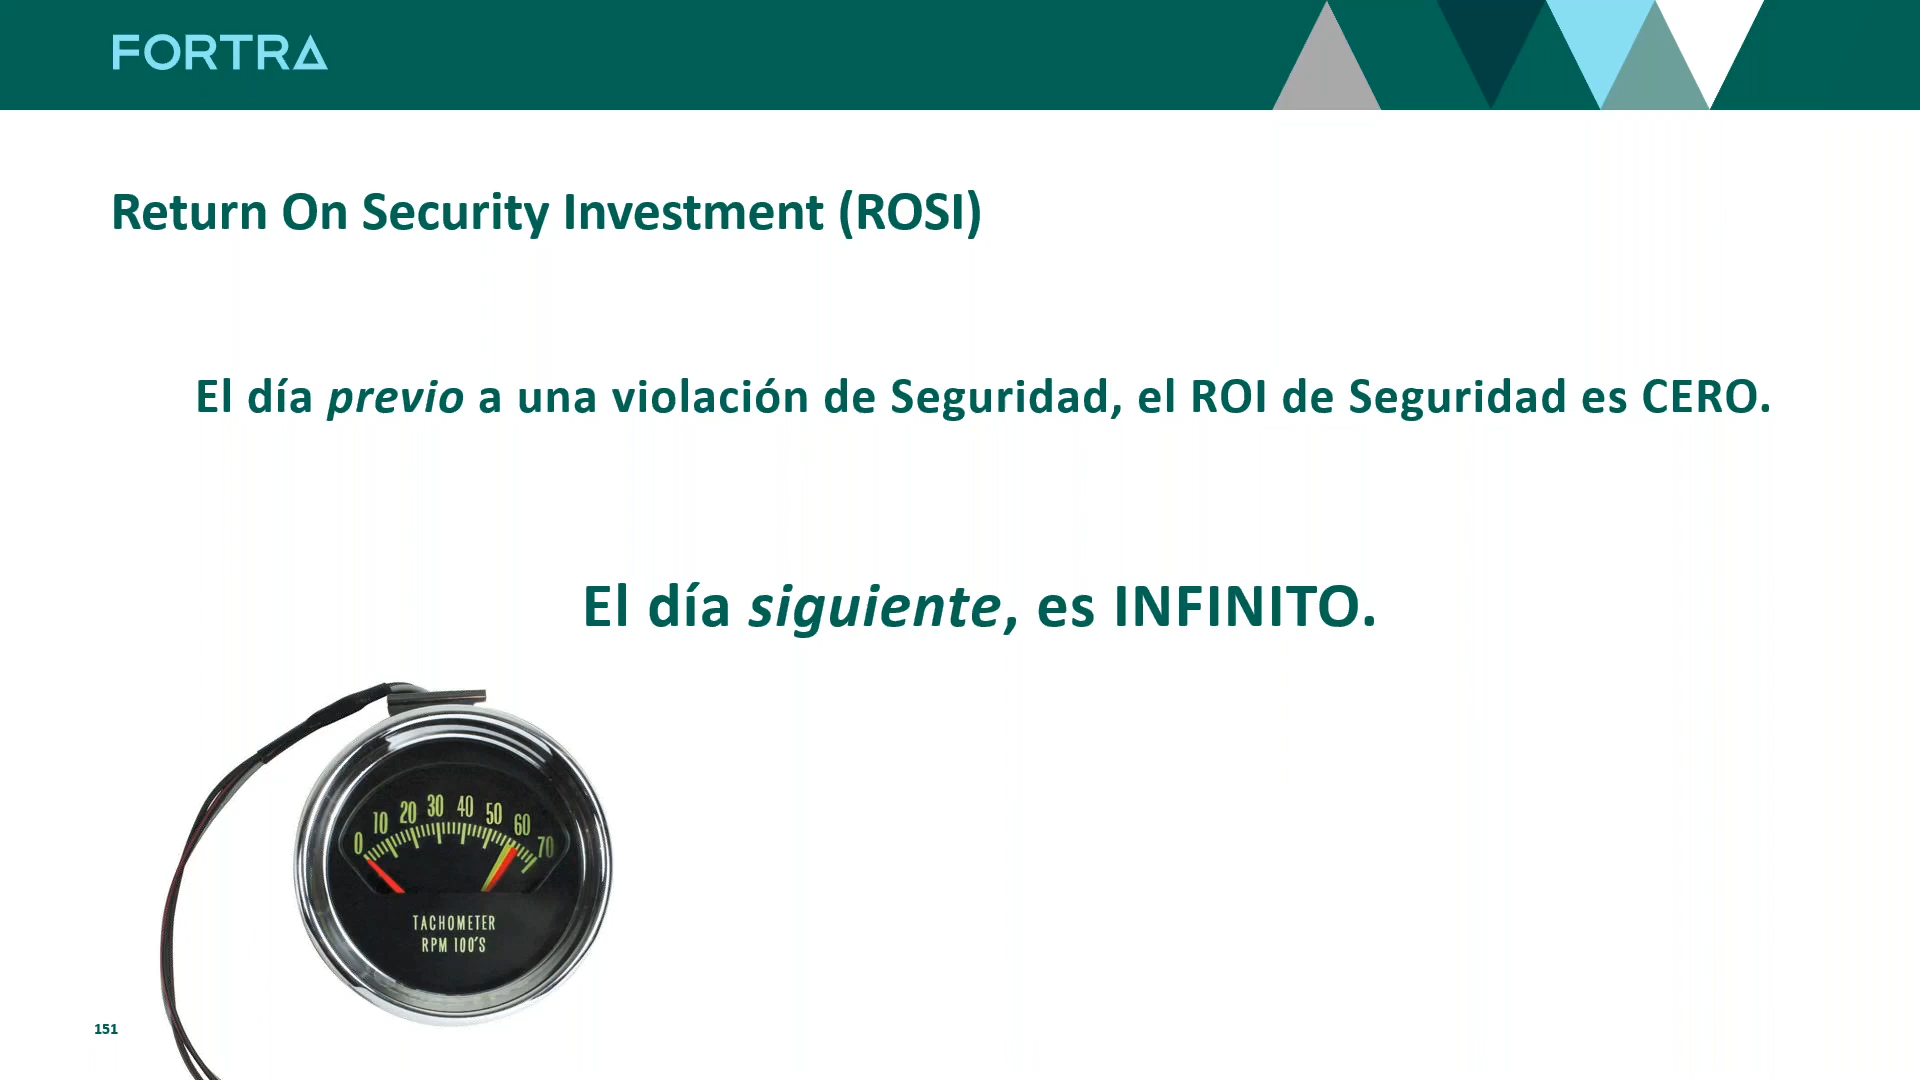 FORTRA
Return On Security Investment (ROSI)
El día previo a una violación de Seguridad, el ROI de Seguridad es CERO.
El día siguiente, es INFINITO.
0 10 20 30 40 50 60 70
TACHOMETER
RPM 100'S
151